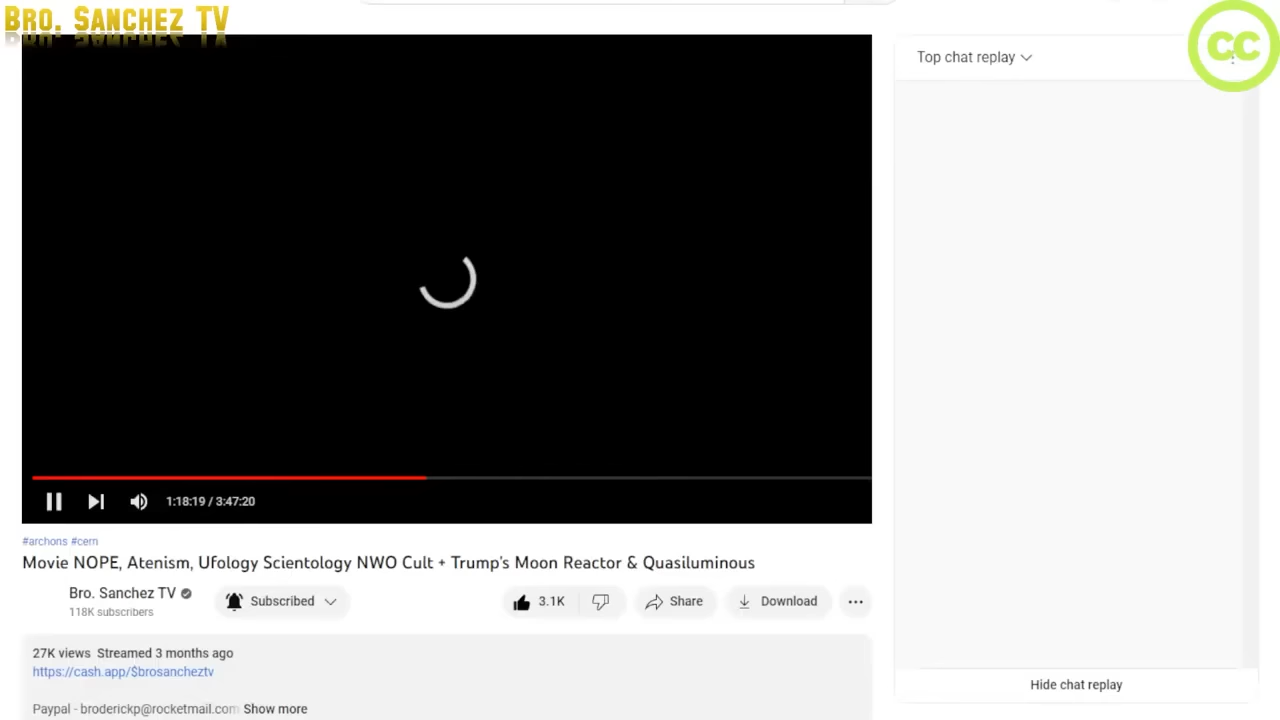 Bro. Sanchez TV
CC
Top chat replay
1:18:19 / 3:47:20
#archons #cern
Movie NOPE, Atenism, Ufology Scientology NWO Cult + Trump's Moon Reactor & Quasiluminous
Bro. Sanchez TV
118K subscribers
Subscribed
3.1K
Share
Download
27K views Streamed 3 months ago
https://cash.app/$brosancheztv
Paypal - broderickp@rocketmail.com Show more
Hide chat replay